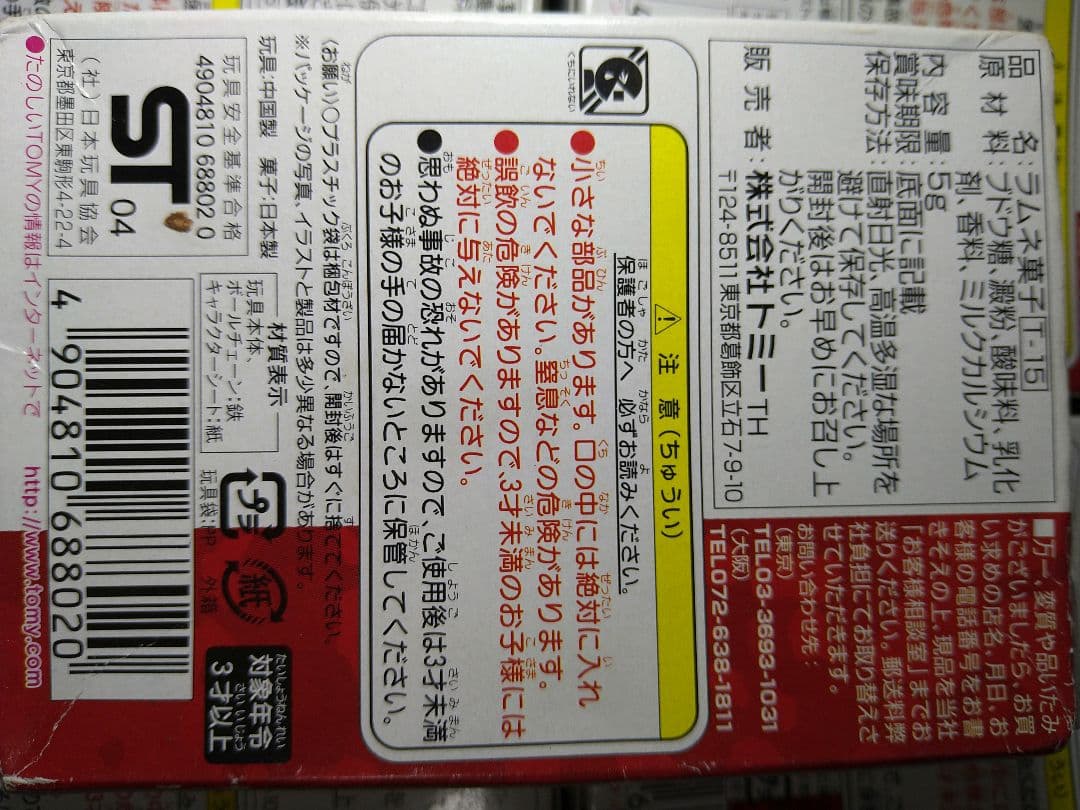 品名:ラムネ菓子 T-15
原材料:ブドウ糖、澱粉、酸味料、乳化
剤、香料、ミルクカルシウム
内容量:5g
賞味期限:底面に記載
保存方法:直射日光、高温多湿な場所を
避けて保存してください。
開封後はお早めにお召し上
がりください。
販売者:株式会社トミーTH
〒124-8511東京都葛飾区立石7-9-10
■万一、変質や品いたみ
がございましたら、お買
い求めの店名、月日、お
客様の電話番号をお書
きそえの上、現品を当社
「お客様相談室」までお
送りください。郵送料弊
社負担にてお取り替えさ
せていただきます。
お問い合わせ先:
(東京)
TEL03-3693-1031
(大阪)
TEL072-638-1811
くちにいれない
⚠注意(ちゅうい)
保護者の方へ 必ずお読みください。
●小さな部品があります。口の中には絶対に入れ
ないでください。窒息などの危険があります。
●誤飲の危険がありますので、3才未満のお子様には
絶対に与えないでください。
●思わぬ事故の恐れがありますので、ご使用後は3才未満
のお子様の手の届かないところに保管してください。
〈お願い〉○プラスチック袋は梱包材ですので、開封後はすぐに捨ててください。
※パッケージの写真、イラストと製品は多少異なる場合があります。
玩具:中国製 菓子:日本製
玩具安全基準合格
4904810 68802 0
ST 04
(社)日本玩具協会
東京都墨田区東駒形4-22-4
材質表示
玩具本体、
ボールチェーン:鉄
キャラクターシート:紙
プラ
玩具袋:PP
紙
外箱
対象年令
3才以上
4 904810 688020
●たのしいTOMYの情報はインターネットで http://www.tomy.com